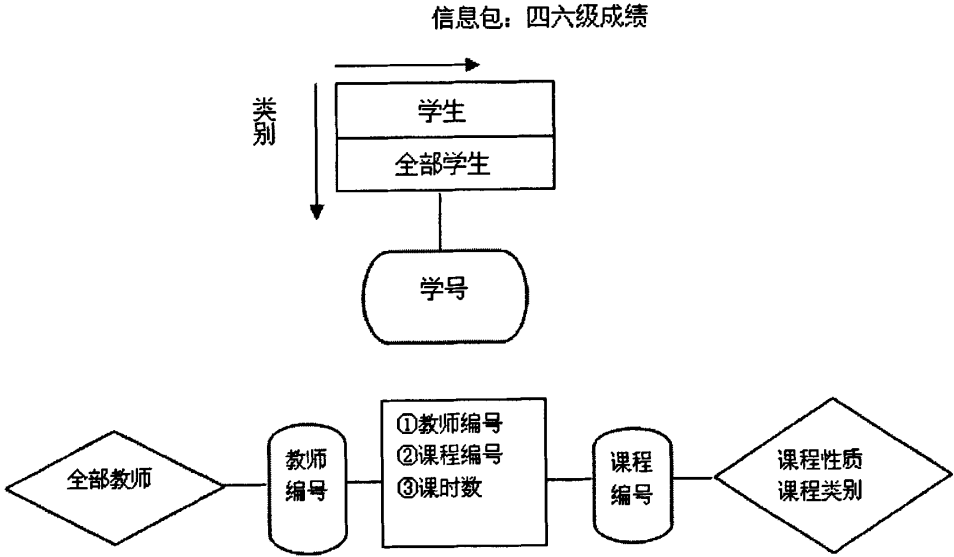 信息包：四六级成绩
类别
学生
全部学生
学号
全部教师
教师
编号
①教师编号
②课程编号
③课时数
课程
编号
课程性质
课程类别